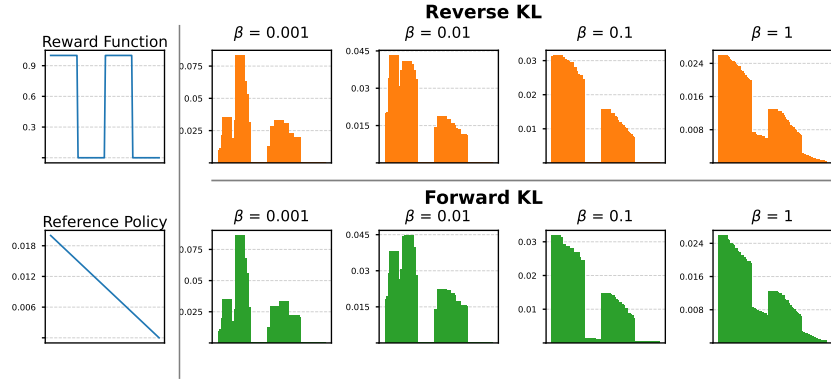 Reverse KL
Reward Function
β = 0.001
β = 0.01
β = 0.1
β = 1
0.9
0.6
0.3
0.075
0.05
0.025
0.045
0.030
0.015
0.03
0.02
0.01
0.024
0.016
0.008
Forward KL
Reference Policy
β = 0.001
β = 0.01
β = 0.1
β = 1
0.018
0.012
0.006
0.075
0.05
0.025
0.045
0.03
0.015
0.03
0.02
0.01
0.024
0.016
0.008